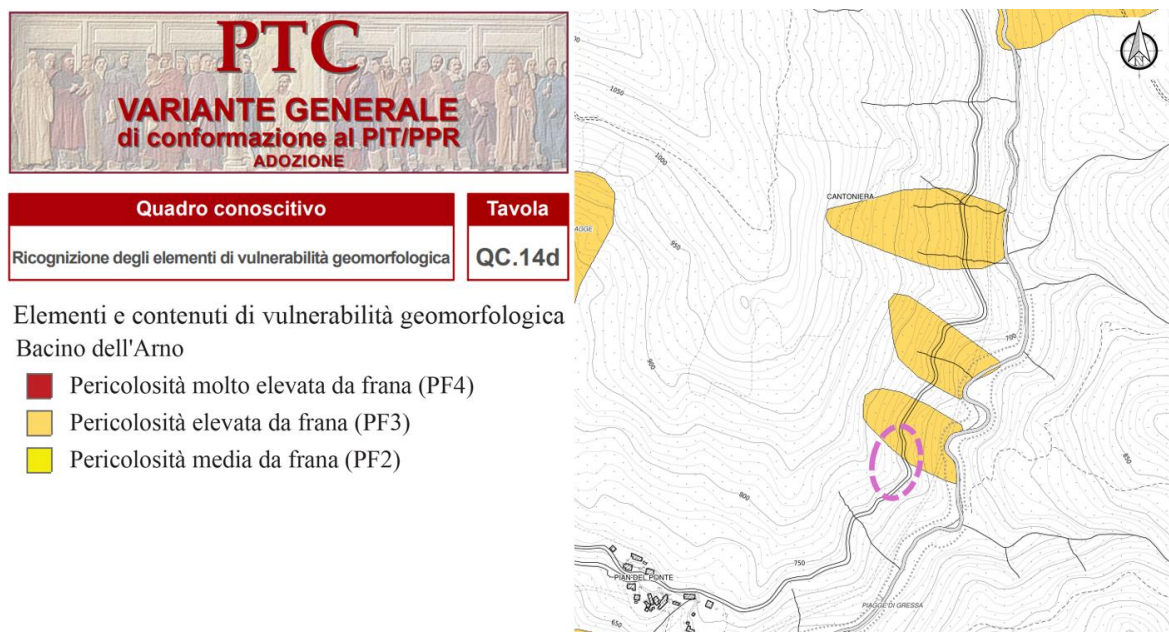 PTC
VARIANTE GENERALE
di conformazione al PIT/PPR
ADOZIONE
Quadro conoscitivo
Tavola
Ricognizione degli elementi di vulnerabilità geomorfologica
QC.14d
Elementi e contenuti di vulnerabilità geomorfologica
Bacino dell'Arno
Pericolosità molto elevata da frana (PF4)
Pericolosità elevata da frana (PF3)
Pericolosità media da frana (PF2)
N
1050
1000
CANTONIERA
AGGE
950
700
900
850
800
750
PIAN DEL PONTE
PIAGGE DI GRESSA
650